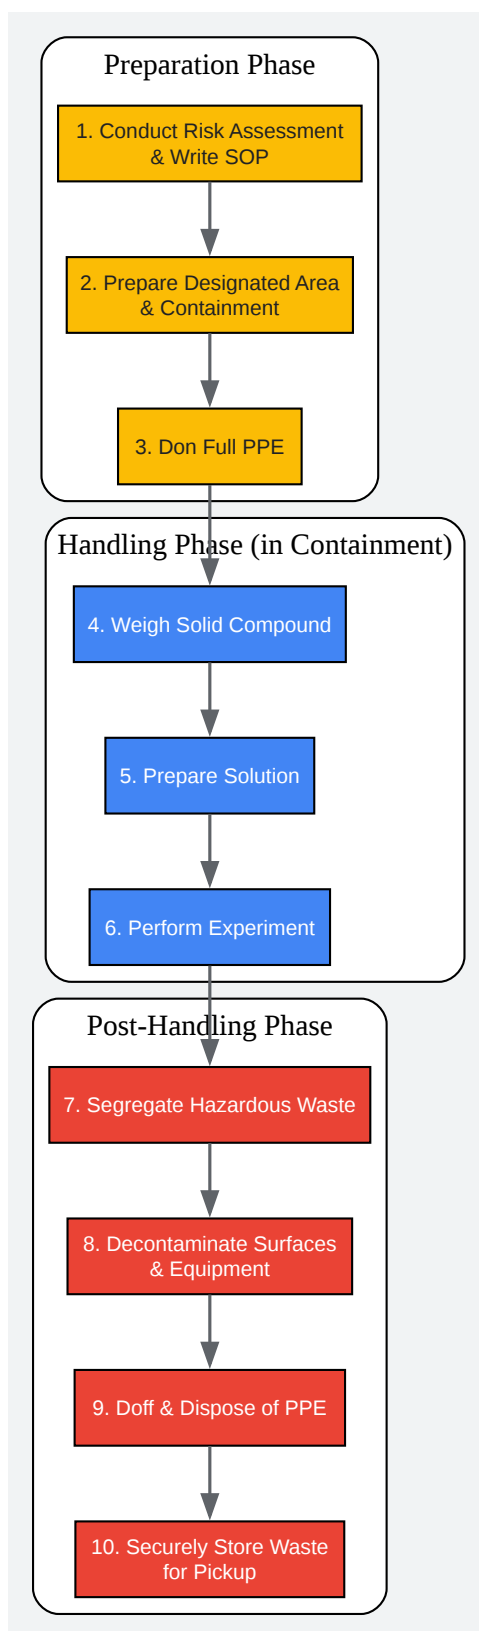 Preparation Phase
1. Conduct Risk Assessment
& Write SOP
2. Prepare Designated Area
& Containment
3. Don Full PPE
Handling Phase (in Containment)
4. Weigh Solid Compound
5. Prepare Solution
6. Perform Experiment
Post-Handling Phase
7. Segregate Hazardous Waste
8. Decontaminate Surfaces
& Equipment
9. Doff & Dispose of PPE
10. Securely Store Waste
for Pickup